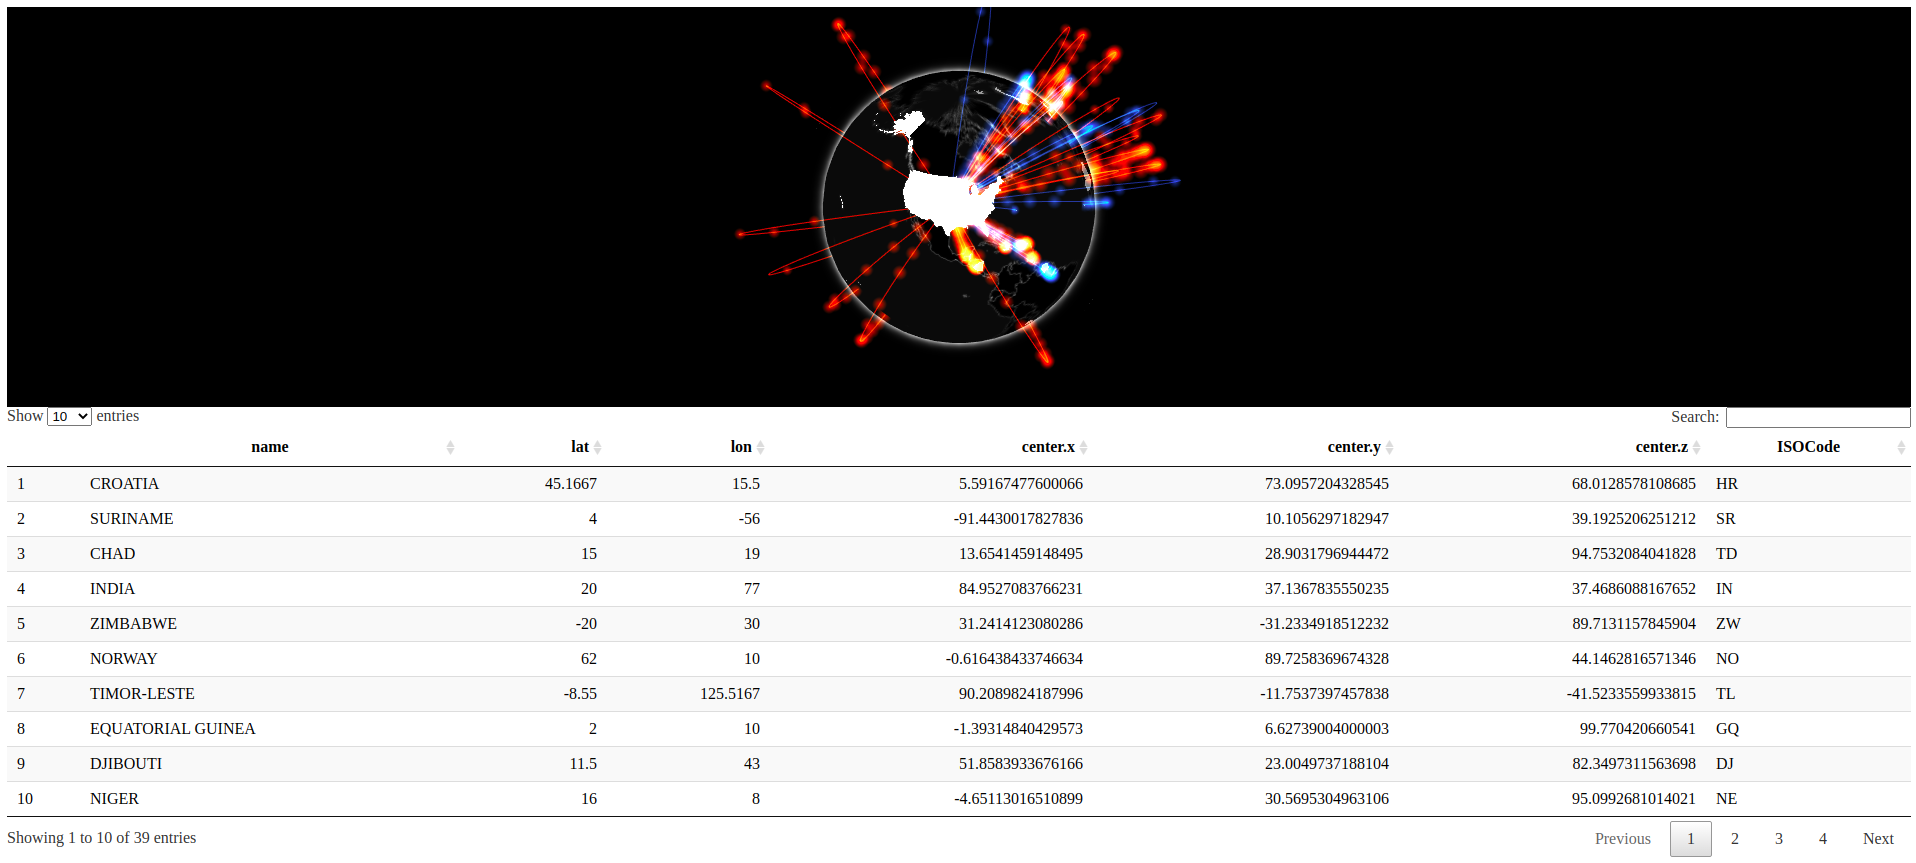 Show 10 entries Search:
name lat lon center.x center.y center.z ISOCode
1 CROATIA 45.1667 15.5 5.59167477600066 73.0957204328545 68.0128578108685 HR
2 SURINAME 4 -56 -91.4430017827836 10.1056297182947 39.1925206251212 SR
3 CHAD 15 19 13.6541459148495 28.9031796944472 94.7532084041828 TD
4 INDIA 20 77 84.9527083766231 37.1367835550235 37.4686088167652 IN
5 ZIMBABWE -20 30 31.2414123080286 -31.2334918512232 89.7131157845904 ZW
6 NORWAY 62 10 -0.616438433746634 89.7258369674328 44.1462816571346 NO
7 TIMOR-LESTE -8.55 125.5167 90.2089824187996 -11.7537397457838 -41.5233559933815 TL
8 EQUATORIAL GUINEA 2 10 -1.39314840429573 6.62739004000003 99.770420660541 GQ
9 DJIBOUTI 11.5 43 51.8583933676166 23.0049737188104 82.3497311563698 DJ
10 NIGER 16 8 -4.65113016510899 30.5695304963106 95.0992681014021 NE
Showing 1 to 10 of 39 entries Previous 1 2 3 4 Next